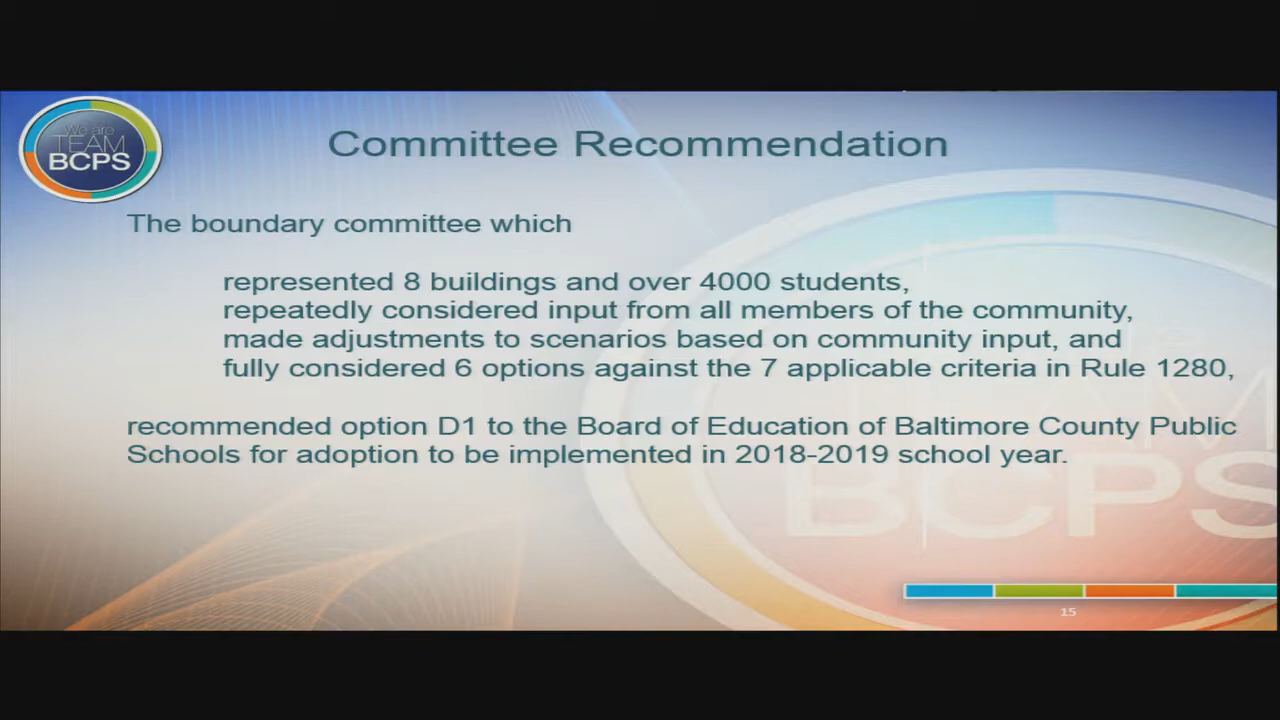 We are
TEAM
BCPS
Committee Recommendation
The boundary committee which
represented 8 buildings and over 4000 students,
repeatedly considered input from all members of the community,
made adjustments to scenarios based on community input, and
fully considered 6 options against the 7 applicable criteria in Rule 1280,
recommended option D1 to the Board of Education of Baltimore County Public
Schools for adoption to be implemented in 2018-2019 school year.
TEAM
BCPS
15